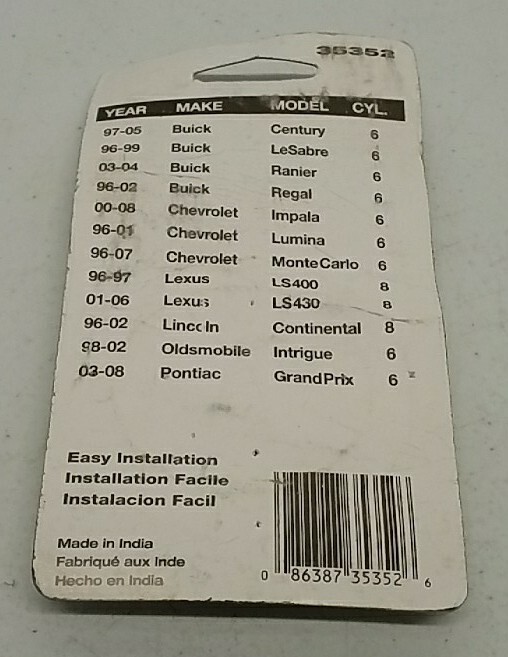 35352
YEAR MAKE MODEL CYL.
97-05 Buick Century 6
96-99 Buick LeSabre 6
03-04 Buick Ranier 6
96-02 Buick Regal 6
00-08 Chevrolet Impala 6
96-01 Chevrolet Lumina 6
96-07 Chevrolet MonteCarlo 6
96-97 Lexus LS400 8
01-06 Lexus LS430 8
96-02 Lincoln Continental 8
98-02 Oldsmobile Intrigue 6
03-08 Pontiac GrandPrix 6
Easy Installation
Installation Facile
Instalacion Facil
Made in India
Fabriqué aux Inde
Hecho en India
0 86387 35352 6